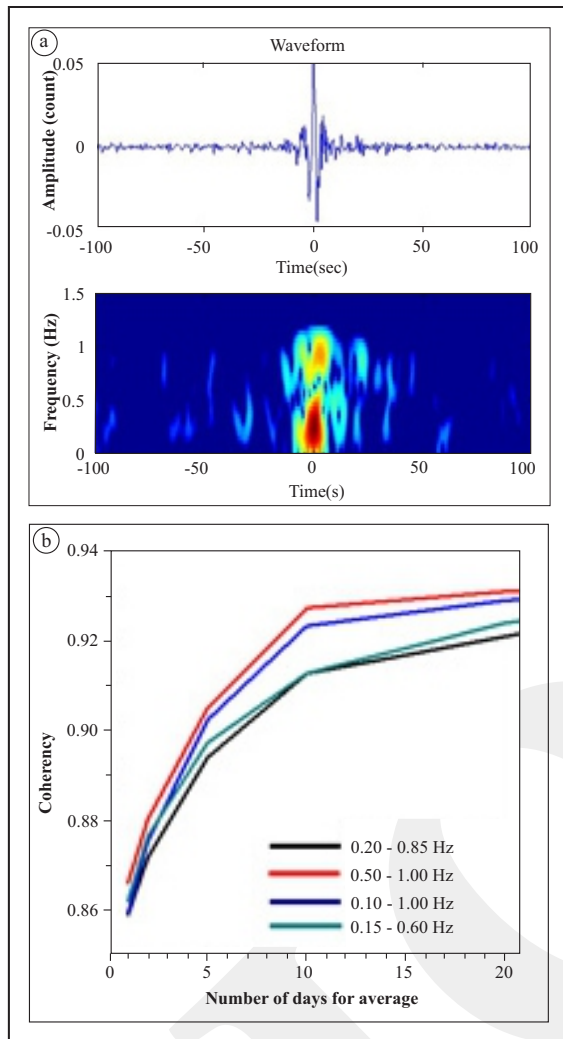 a
Waveform
0.05
0
-0.05
Amplitude (count)
-100 -50 0 50 100
Time(sec)
1.5
1
0.5
0
Frequency (Hz)
-100 -50 0 50 100
Time(s)
b
0.94
0.92
0.90
0.88
0.86
Coherency
0.20 - 0.85 Hz
0.50 - 1.00 Hz
0.10 - 1.00 Hz
0.15 - 0.60 Hz
0 5 10 15 20
Number of days for average